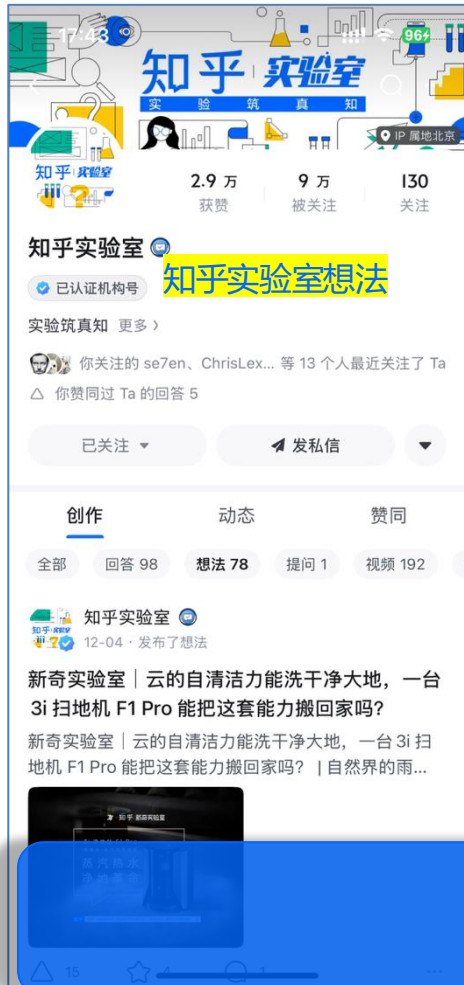 17:43
96
知乎 实验室
实 验 筑 真 知
IP 属地北京
知乎 实验室
2.9 万
9 万
130
获赞
被关注
关注
知乎实验室
已认证机构号
知乎实验室想法
实验筑真知 更多 >
你关注的 se7en、ChrisLex... 等 13 个人最近关注了 Ta
你赞同过 Ta 的回答 5
已关注
发私信
创作
动态
赞同
全部
回答 98
想法 78
提问 1
视频 192
知乎实验室
知乎 实验室
12-04 · 发布了想法
新奇实验室｜云的自清洁力能洗干净大地，一台
3i 扫地机 F1 Pro 能把这套能力搬回家吗？
新奇实验室｜云的自清洁力能洗干净大地，一台 3i 扫
地机 F1 Pro 能把这套能力搬回家吗？ | 自然界的雨...
蒸汽热水
净地革命
15
4
1